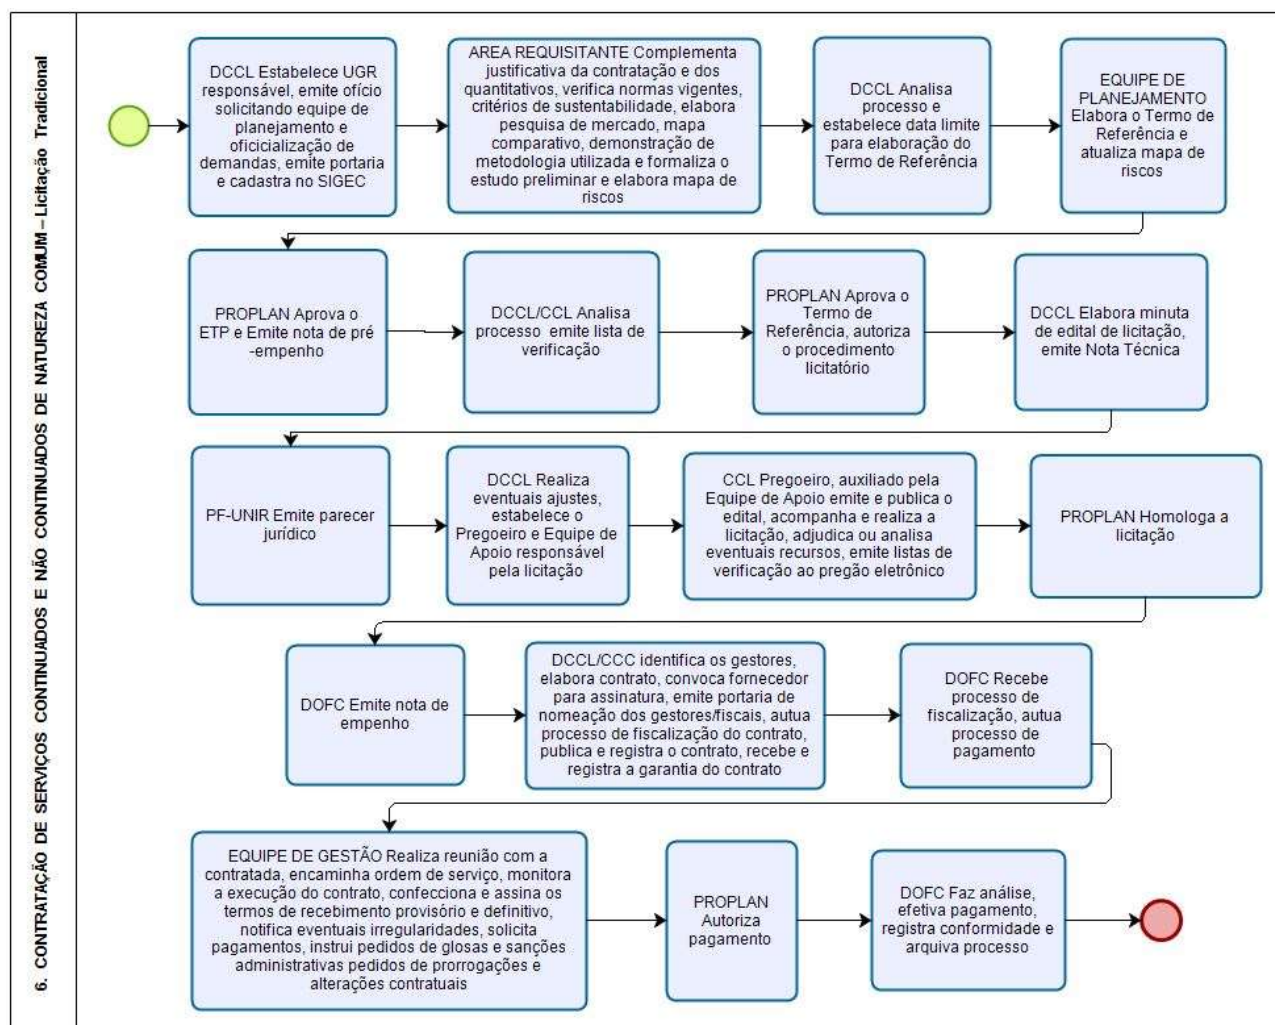 6. CONTRATAÇÃO DE SERVIÇOS CONTINUADOS E NÃO CONTINUADOS DE NATUREZA COMUM – Licitação Tradicional
DCCL Estabelece UGR
responsável, emite ofício
solicitando equipe de
planejamento e
oficicialização de
demandas, emite portaria
e cadastra no SIGEC
AREA REQUISITANTE Complementa
justificativa da contratação e dos
quantitativos, verifica normas vigentes,
critérios de sustentabilidade, elabora
pesquisa de mercado, mapa
comparativo, demonstração de
metodologia utilizada e formaliza o
estudo preliminar e elabora mapa de
riscos
DCCL Analisa
processo e
estabelece data limite
para elaboração do
Termo de Referência
EQUIPE DE
PLANEJAMENTO
Elabora o Termo de
Referência e
atualiza mapa de
riscos
PROPLAN Aprova o
ETP e Emite nota de pré
-empenho
DCCL/CCL Analisa
processo emite lista de
verificação
PROPLAN Aprova o
Termo de
Referência, autoriza
o procedimento
licitatório
DCCL Elabora minuta
de edital de licitação,
emite Nota Técnica
PF-UNIR Emite parecer
jurídico
DCCL Realiza
eventuais ajustes,
estabelece o
Pregoeiro e Equipe de
Apoio responsável
pela licitação
CCL Pregoeiro, auxiliado pela
Equipe de Apoio emite e publica o
edital, acompanha e realiza a
licitação, adjudica ou analisa
eventuais recursos, emite listas de
verificação ao pregão eletrônico
PROPLAN Homologa a
licitação
DOFC Emite nota de
empenho
DCCL/CCC identifica os gestores,
elabora contrato, convoca fornecedor
para assinatura, emite portaria de
nomeação dos gestores/fiscais, autua
processo de fiscalização do contrato,
publica e registra o contrato, recebe e
registra a garantia do contrato
DOFC Recebe
processo de
fiscalização, autua
processo de
pagamento
EQUIPE DE GESTÃO Realiza reunião com a
contratada, encaminha ordem de serviço, monitora
a execução do contrato, confecciona e assina os
termos de recebimento provisório e definitivo,
notifica eventuais irregularidades, solicita
pagamentos, instrui pedidos de glosas e sanções
administrativas pedidos de prorrogações e
alterações contratuais
PROPLAN
Autoriza
pagamento
DOFC Faz análise,
efetiva pagamento,
registra conformidade e
arquiva processo